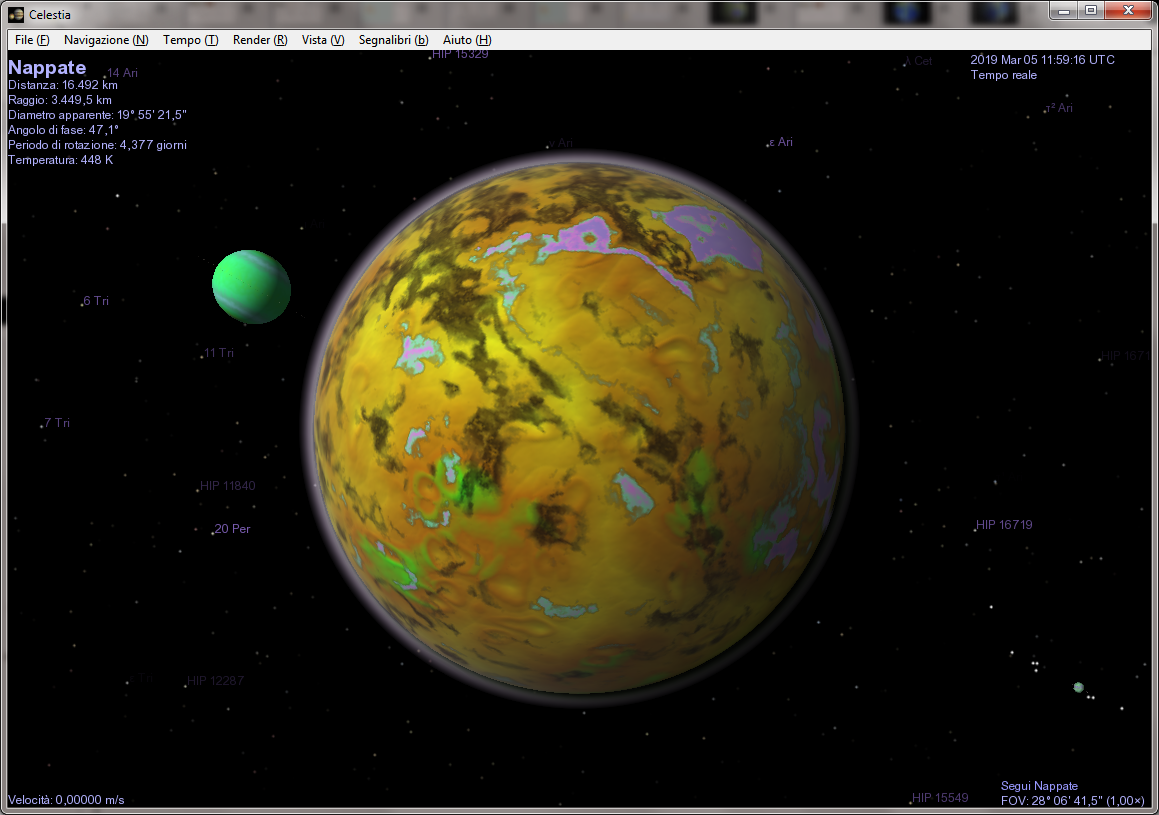 Celestia
File (F) Navigazione (N) Tempo (T) Render (R) Vista (V) Segnalibri (b) Aiuto (H)
HIP 15329
Nappate
14 Ari
Distanza: 16.492 km
Raggio: 3.449,5 km
Diametro apparente: 19° 55' 21,5"
Angolo di fase: 47,1°
Periodo di rotazione: 4,377 giorni
Temperatura: 448 K
λ Cet
2019 Mar 05 11:59:16 UTC
Tempo reale
τ² Ari
ν Ari
ε Ari
6 Tri
11 Tri
7 Tri
HIP 11840
20 Per
HIP 16719
HIP 12287
HIP 15549
Velocità: 0,00000 m/s
Segui Nappate
FOV: 28° 06' 41,5" (1,00×)